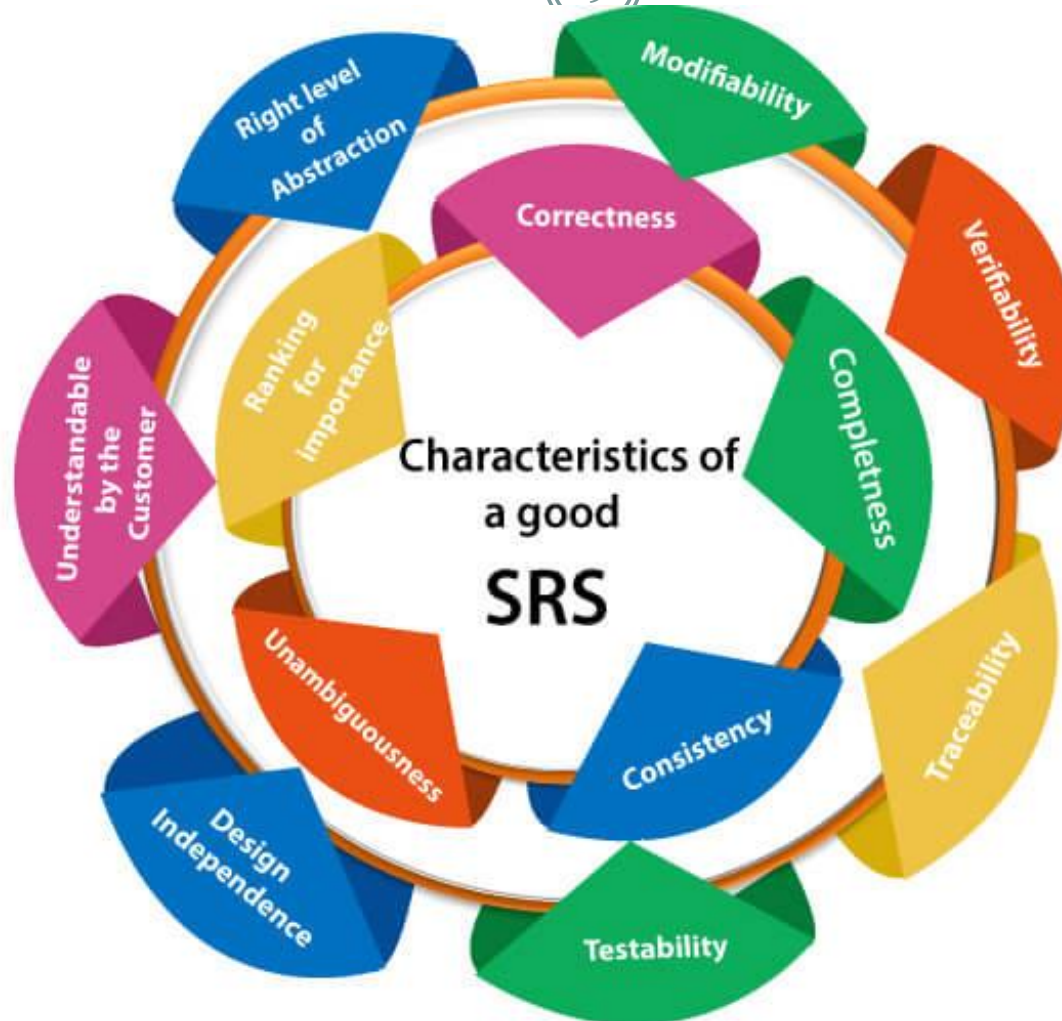 Right level
of
Abstraction
Modifiability
Correctness
Verifiability
Ranking
for
importance
Completness
Understandable
by the
Customer
Characteristics of
a good
SRS
Unambiguousness
Consistency
Traceability
Design
Independence
Testability